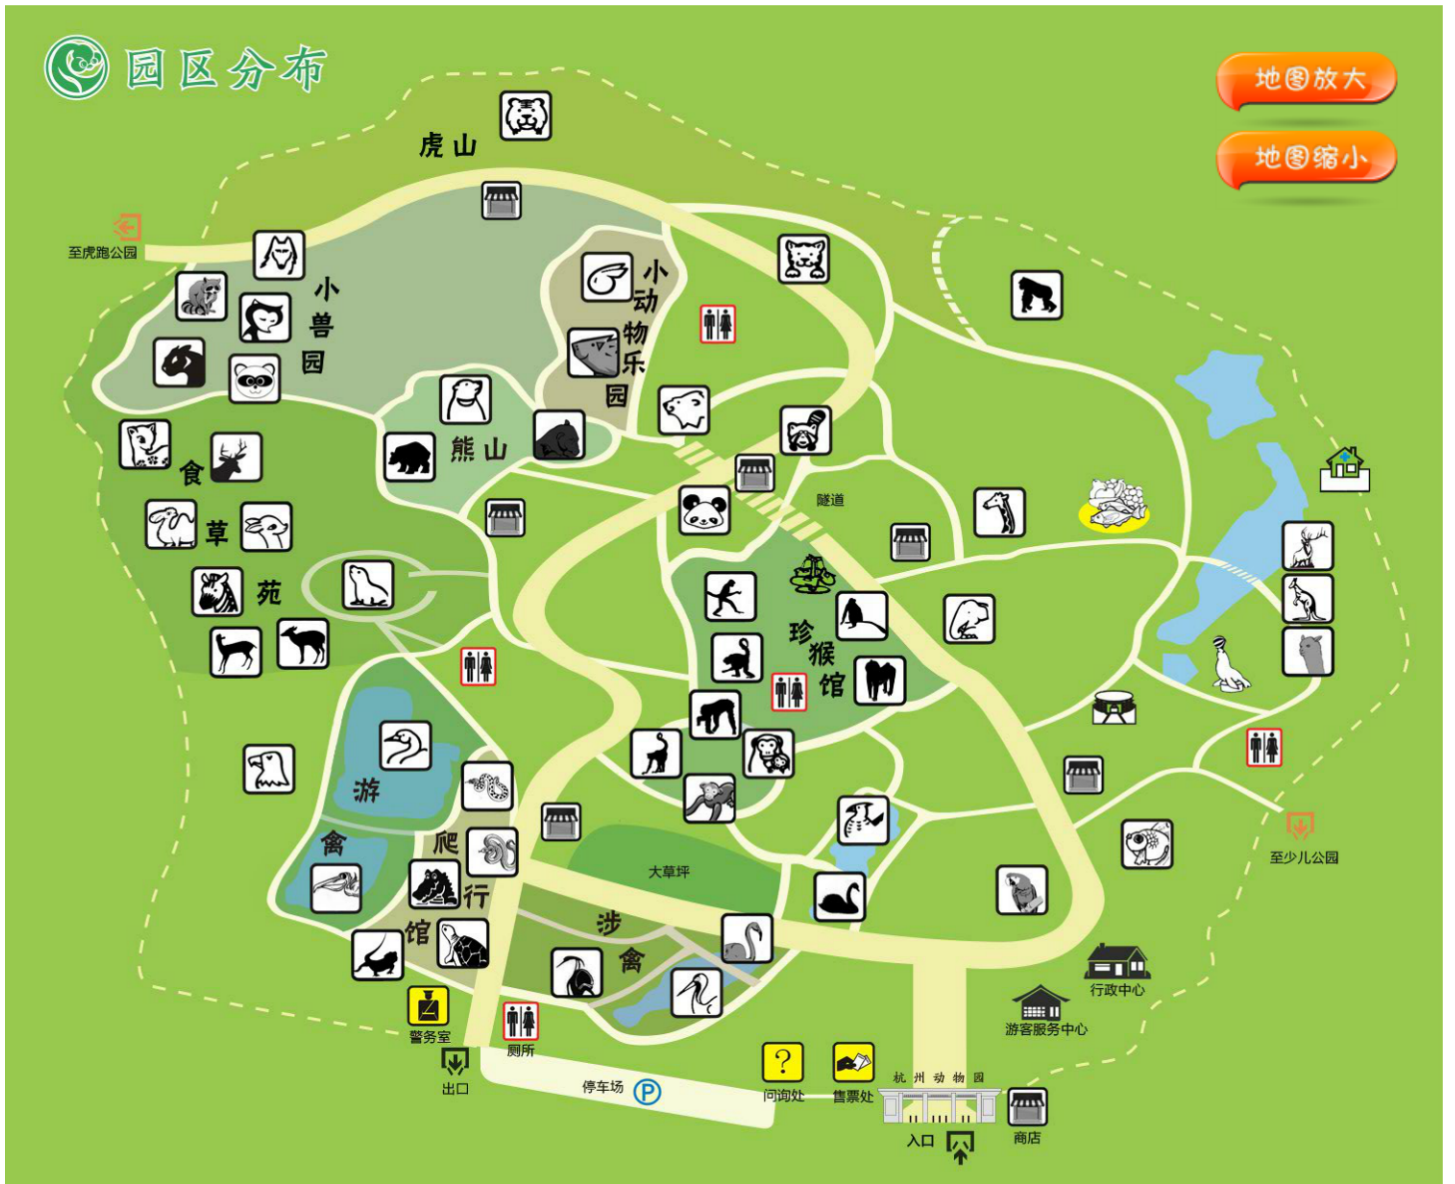 园区分布
地图放大
地图缩小
虎山
至虎跑公园
小兽园
小动物乐园
熊山
食草苑
隧道
珍猴馆
游禽
爬行馆
大草坪
涉禽
至少儿公园
行政中心
游客服务中心
警务室
厕所
出口
停车场 P
?
问询处
售票处
杭州动物园
入口
商店